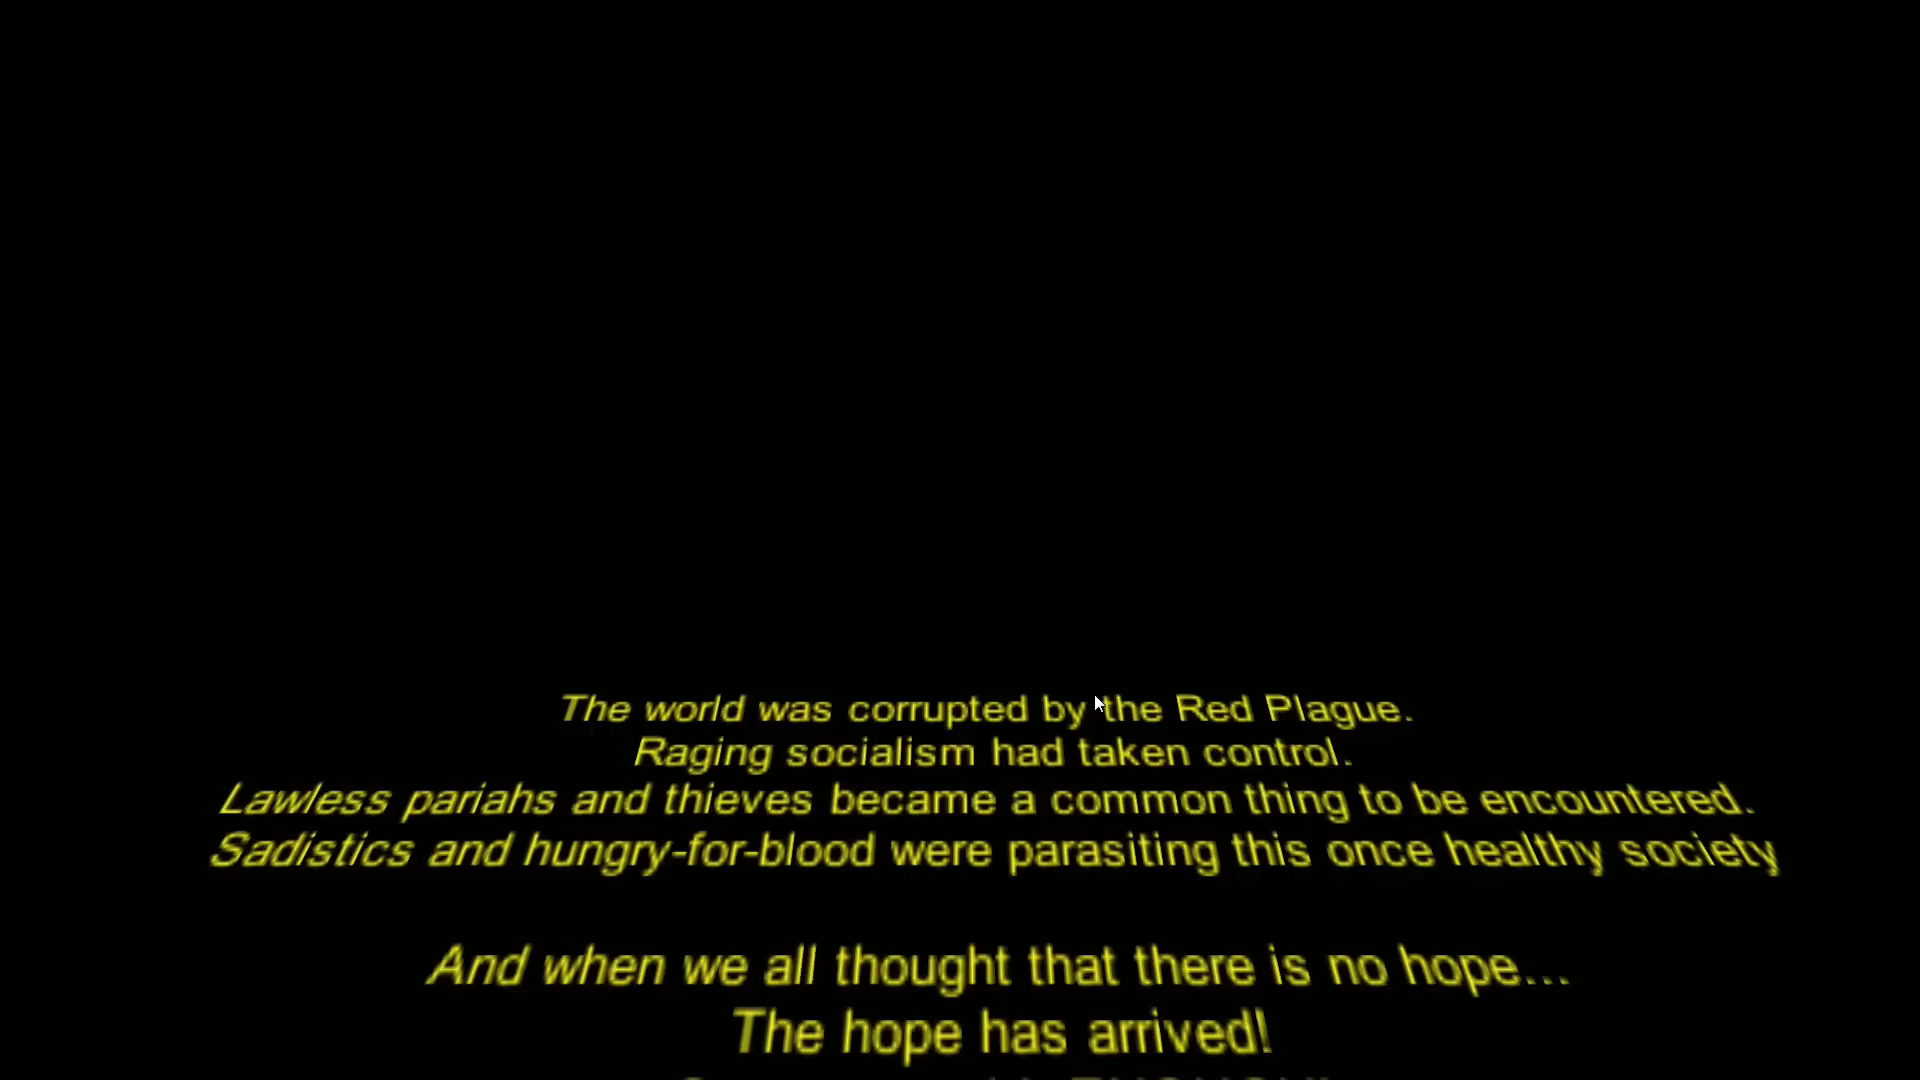 The world was corrupted by the Red Plague.
Raging socialism had taken control.
Lawless pariahs and thieves became a common thing to be encountered.
Sadistics and hungry-for-blood were parasiting this once healthy society
And when we all thought that there is no hope...
The hope has arrived!